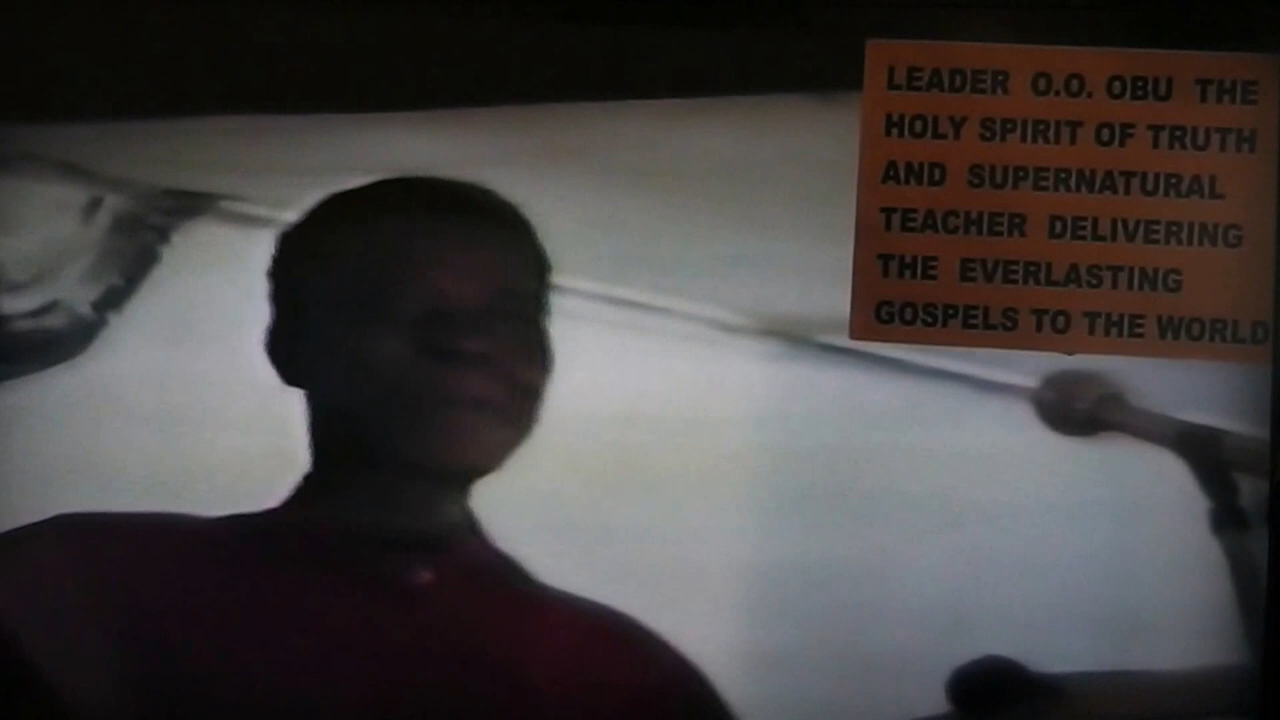 LEADER O.O. OBU THE
HOLY SPIRIT OF TRUTH
AND SUPERNATURAL
TEACHER DELIVERING
THE EVERLASTING
GOSPELS TO THE WORLD